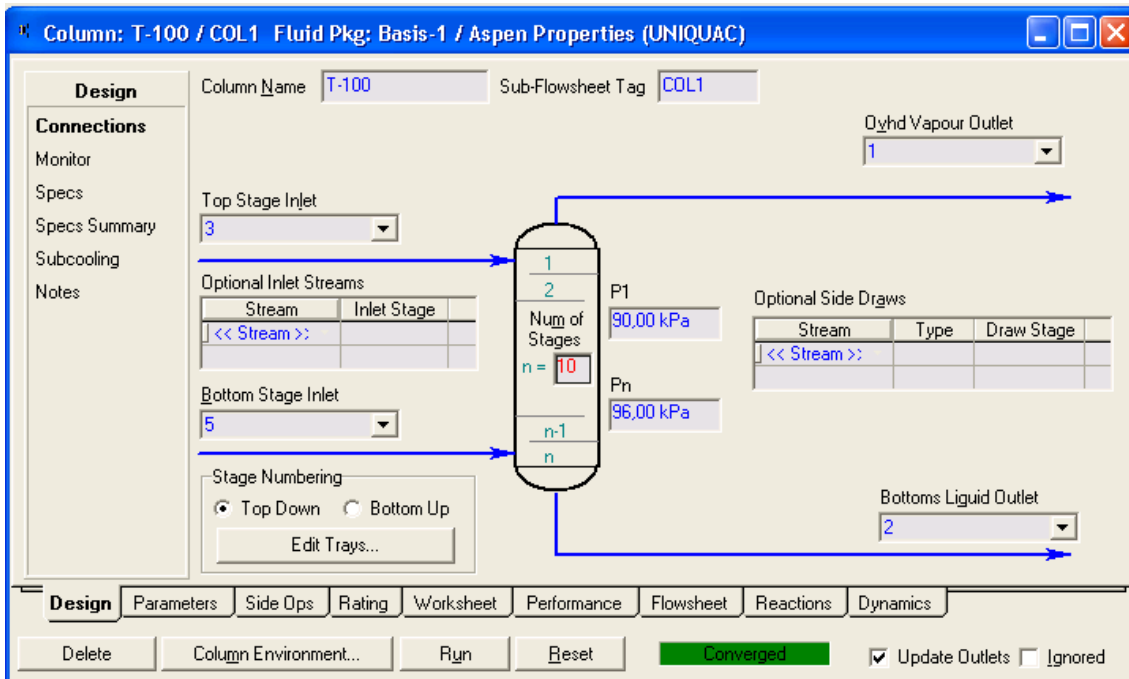 Column: T-100 / COL1 Fluid Pkg: Basis-1 / Aspen Properties (UNIQUAC)
Design
Connections
Monitor
Specs
Specs Summary
Subcooling
Notes
Column Name T-100 Sub-Flowsheet Tag COL1
Ovhd Vapour Outlet
1
Top Stage Inlet
3
Optional Inlet Streams
Stream Inlet Stage
<< Stream >>
Bottom Stage Inlet
5
Stage Numbering
Top Down Bottom Up
Edit Trays...
1
2
Num of
Stages
n = 10
n-1
n
P1
90,00 kPa
Pn
96,00 kPa
Optional Side Draws
Stream Type Draw Stage
<< Stream >>
Bottoms Liquid Outlet
2
Design Parameters Side Ops Rating Worksheet Performance Flowsheet Reactions Dynamics
Delete Column Environment... Run Reset Converged Update Outlets Ignored